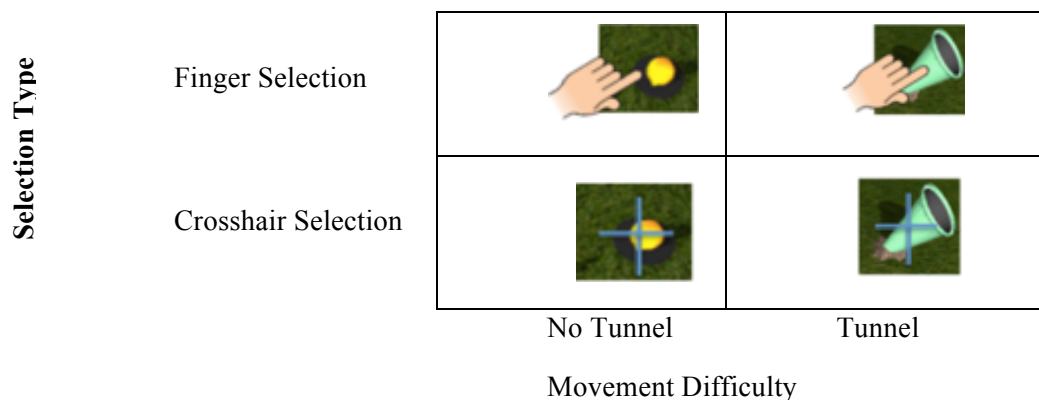 Selection Type
Finger Selection
Crosshair Selection
No Tunnel Tunnel
Movement Difficulty